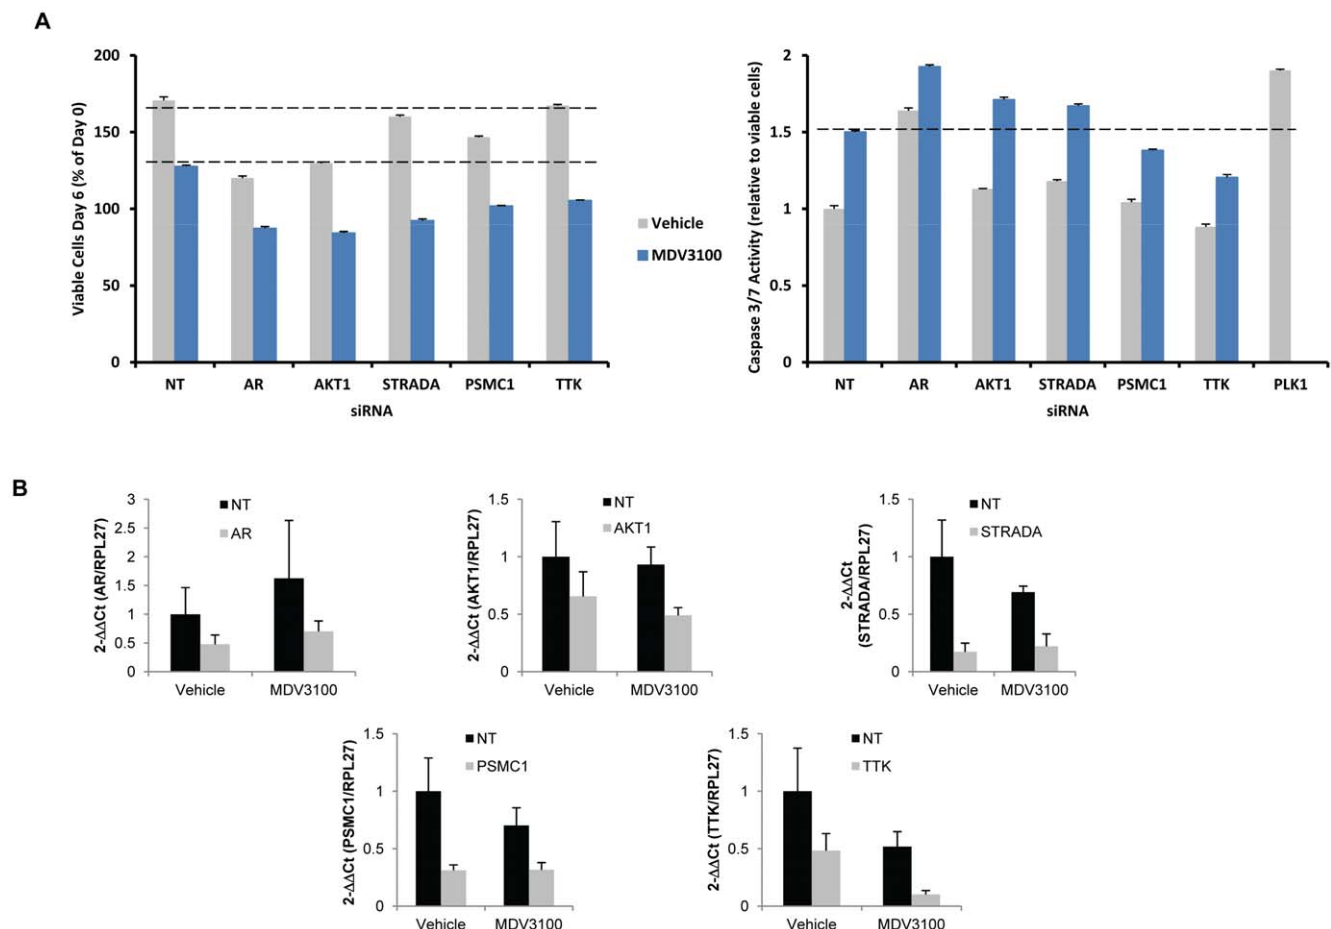 A
Viable Cells Day 6 (% of Day 0)
200
150
100
50
0
NT AR AKT1 STRADA PSMC1 TTK
siRNA
Vehicle
MDV3100
Caspase 3/7 Activity (relative to viable cells)
2
1.5
1
0.5
0
NT AR AKT1 STRADA PSMC1 TTK PLK1
siRNA
B
2-ΔΔCt (AR/RPL27)
3
2.5
2
1.5
1
0.5
0
NT
AR
Vehicle MDV3100
2-ΔΔCt (AKT1/RPL27)
1.5
1
0.5
0
NT
AKT1
Vehicle MDV3100
2-ΔΔCt
(STRADA/RPL27)
1.5
1
0.5
0
NT
STRADA
Vehicle MDV3100
2-ΔΔCt (PSMC1/RPL27)
1.5
1
0.5
0
NT
PSMC1
Vehicle MDV3100
2-ΔΔCt (TTK/RPL27)
1.5
1
0.5
0
NT
TTK
Vehicle MDV3100